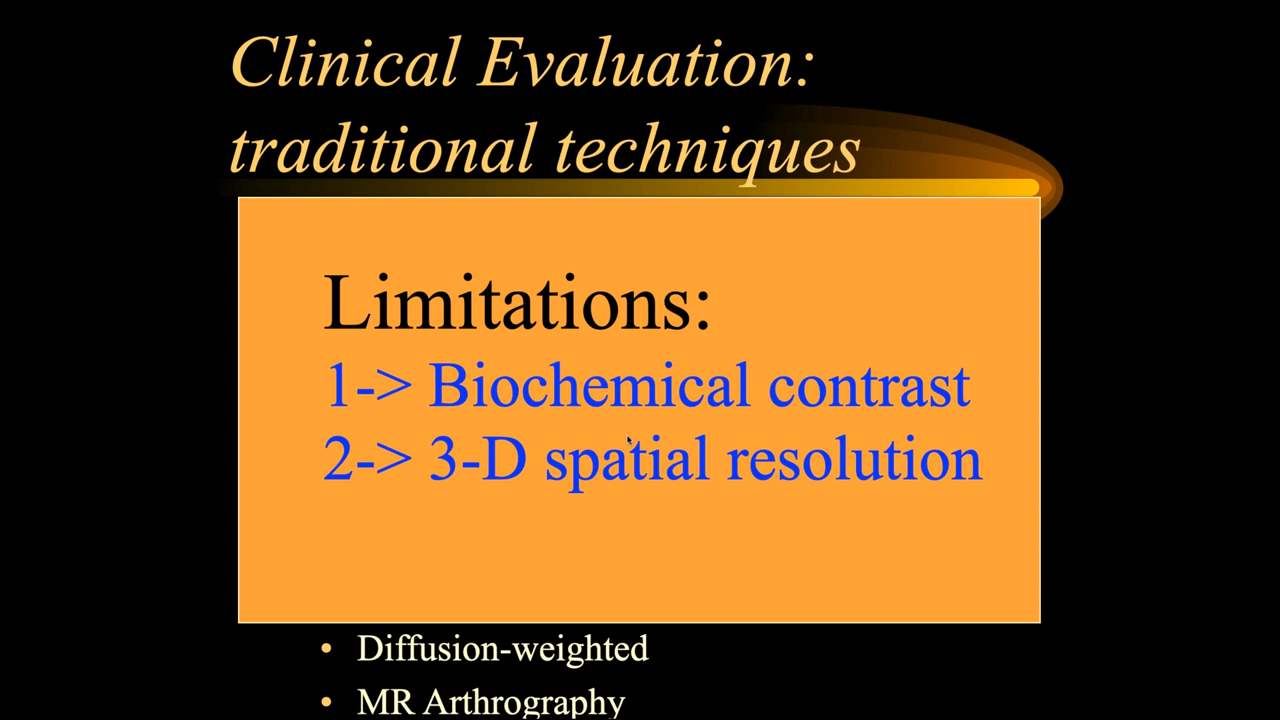 Clinical Evaluation:
traditional techniques
Limitations:
1-> Biochemical contrast
2-> 3-D spatial resolution
• Diffusion-weighted
• MR Arthrography